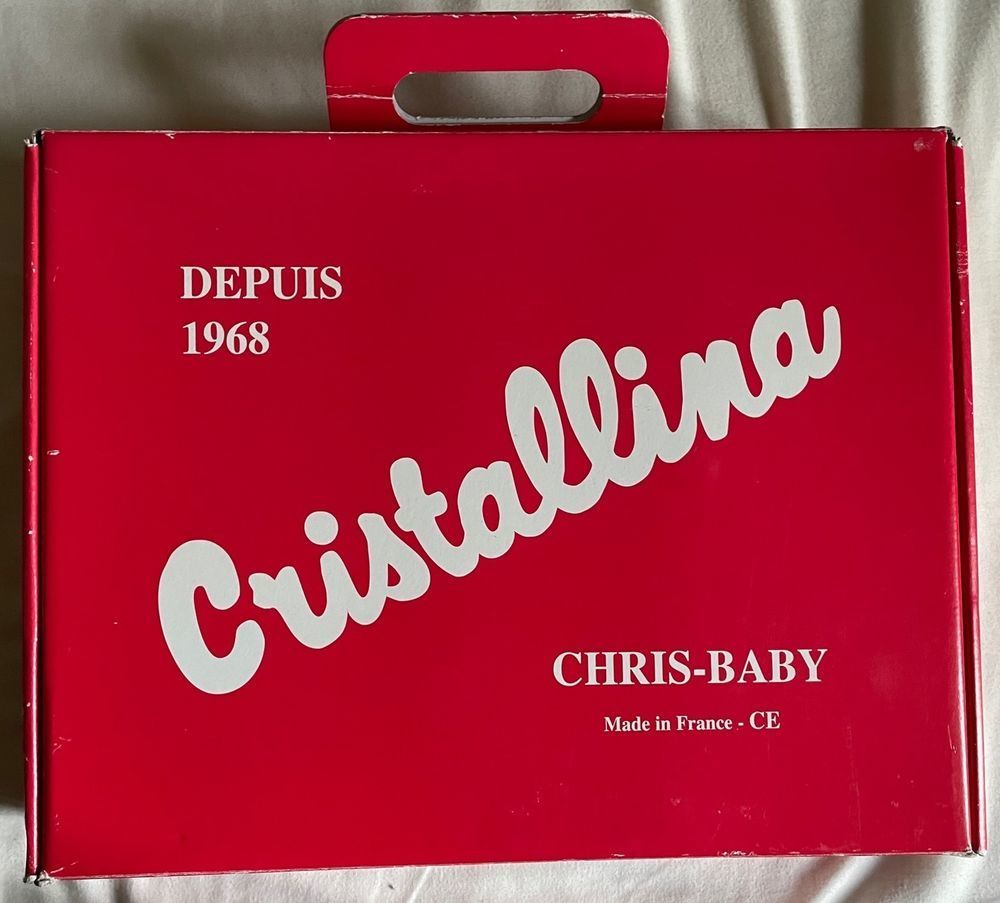 DEPUIS
1968
Cristallina
CHRIS-BABY
Made in France - CE